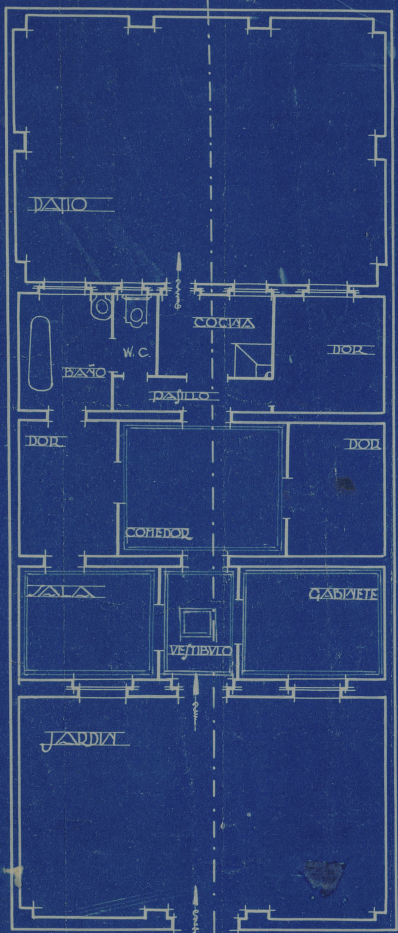 PATIO
COCINA
W.C.
DOR
BAÑO
PASILLO
DOR
DOR
COMEDOR
SALA
GABINETE
VESTIBULO
JARDIN